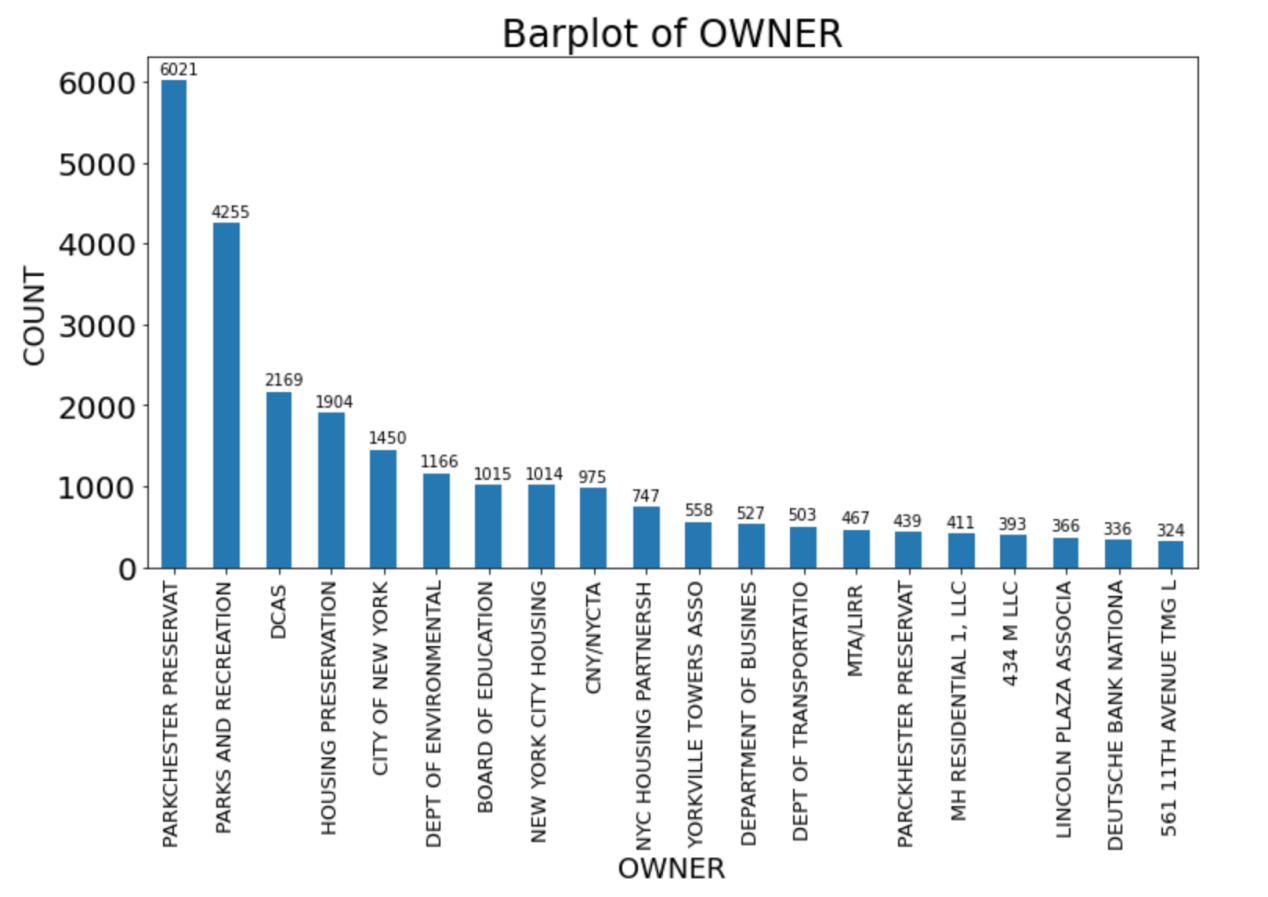 Barplot of OWNER
COUNT
6000
5000
4000
3000
2000
1000
0
6021
4255
2169
1904
1450
1166
1015
1014
975
747
558
527
503
467
439
411
393
366
336
324
PARKCHESTER PRESERVAT
PARKS AND RECREATION
DCAS
HOUSING PRESERVATION
CITY OF NEW YORK
DEPT OF ENVIRONMENTAL
BOARD OF EDUCATION
NEW YORK CITY HOUSING
CNY/NYCTA
NYC HOUSING PARTNERSH
YORKVILLE TOWERS ASSO
DEPARTMENT OF BUSINES
DEPT OF TRANSPORTATIO
MTA/LIRR
PARCKHESTER PRESERVAT
MH RESIDENTIAL 1, LLC
434 M LLC
LINCOLN PLAZA ASSOCIA
DEUTSCHE BANK NATIONA
561 11TH AVENUE TMG L
OWNER